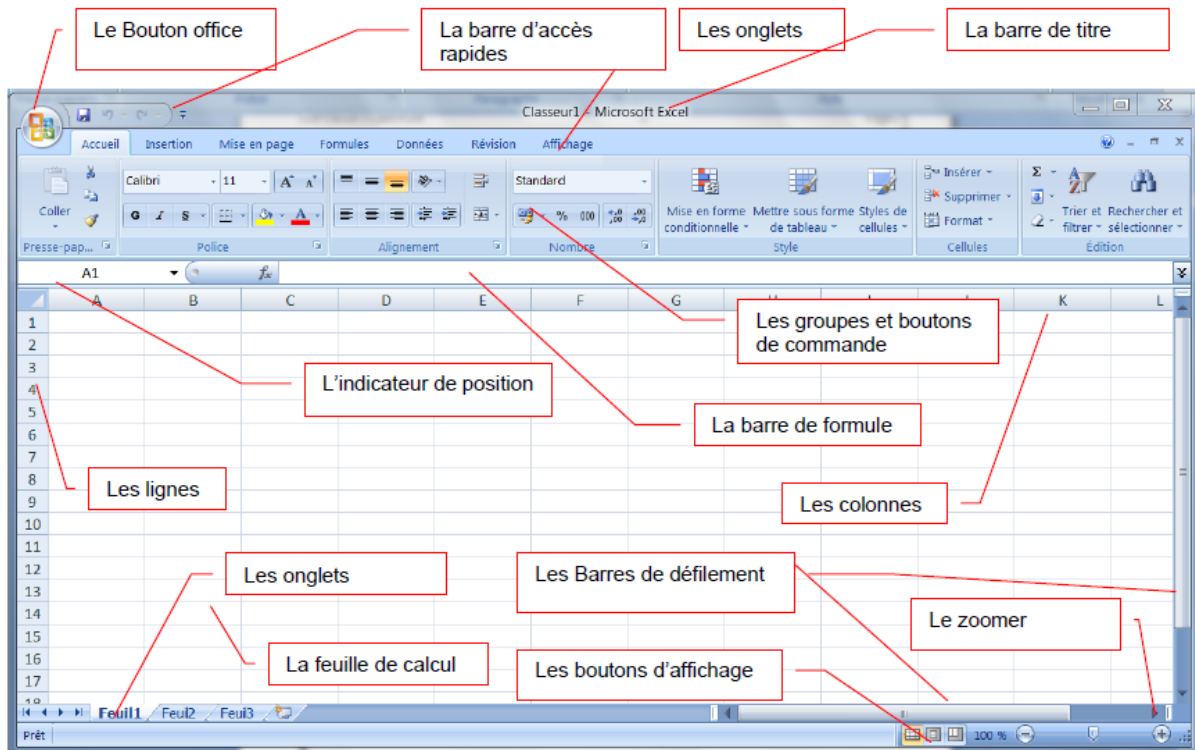 Le Bouton office
La barre d'accès
rapides
Les onglets
La barre de titre
Classeur1 - Microsoft Excel
Accueil Insertion Mise en page Formules Données Révision Affichage
Coller
Calibri 11
G I S
Standard
% 000
Mise en forme
conditionnelle
Mettre sous forme
de tableau
Styles de
cellules
Insérer
Supprimer
Format
Σ
Trier et
filtrer
Rechercher et
sélectionner
Presse-pap... Police Alignement Nombre Style Cellules Édition
A1 fx
A B C D E F G K L
1
2
3
4
5
6
7
8
9
10
11
12
13
14
15
16
17
18
Les groupes et boutons
de commande
L'indicateur de position
La barre de formule
Les lignes
Les colonnes
Les onglets
Les Barres de défilement
Le zoomer
La feuille de calcul
Les boutons d'affichage
Feuil1 Feuil2 Feuil3
Prêt 100 %